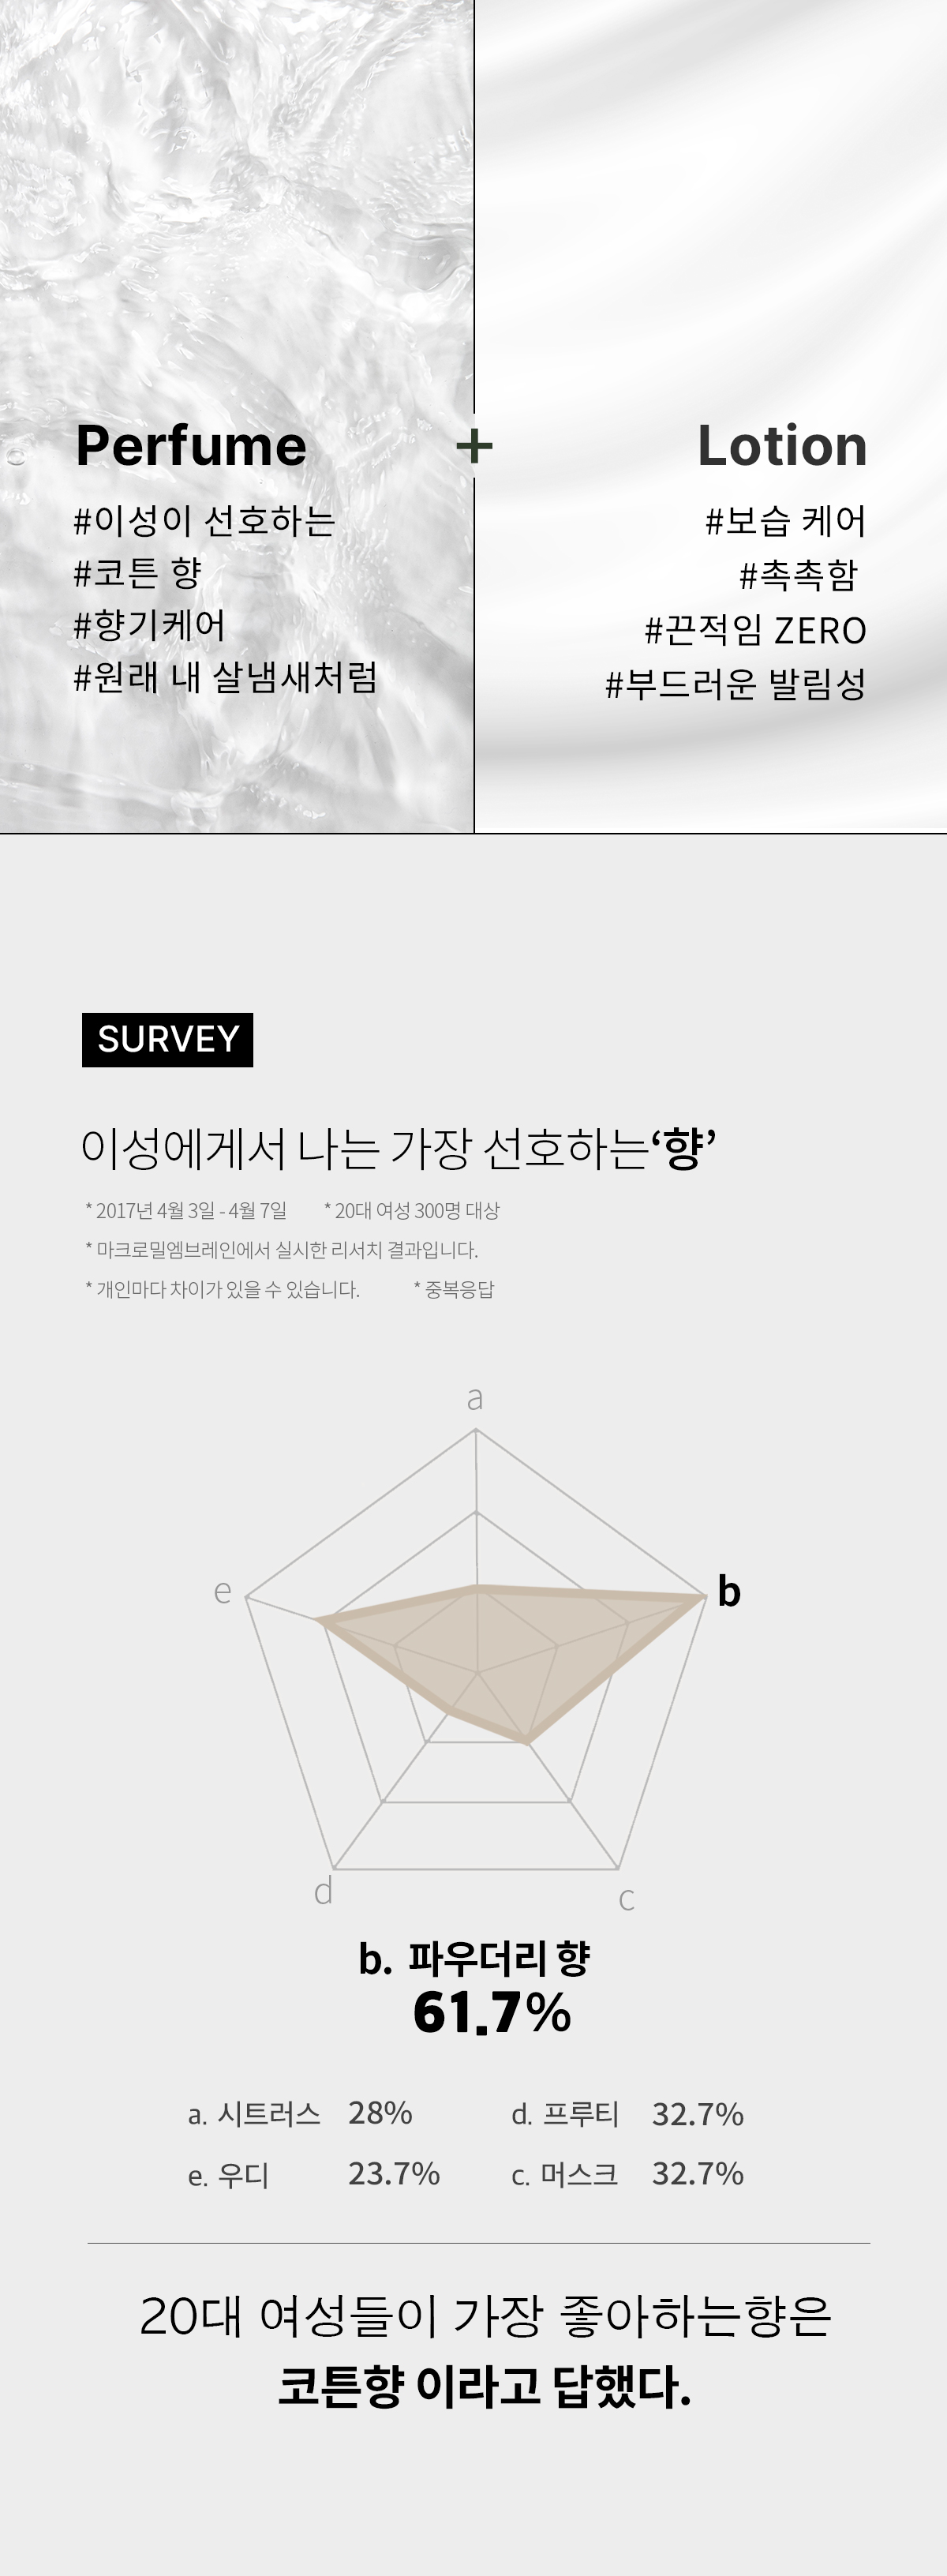 Perfume
#이성이 선호하는
#코튼 향
#향기케어
#원래 내 살냄새처럼
+
Lotion
#보습 케어
#촉촉함
#끈적임 ZERO
#부드러운 발림성
SURVEY
이성에게서 나는 가장 선호하는 ‘향’
* 2017년 4월 3일 - 4월 7일 * 20대 여성 300명 대상
* 마크로밀엠브레인에서 실시한 리서치 결과입니다.
* 개인마다 차이가 있을 수 있습니다. * 중복응답
a
e
b
d
c
b. 파우더리 향
61.7%
a. 시트러스 28% d. 프루티 32.7%
e. 우디 23.7% c. 머스크 32.7%
20대 여성들이 가장 좋아하는향은
코튼향 이라고 답했다.